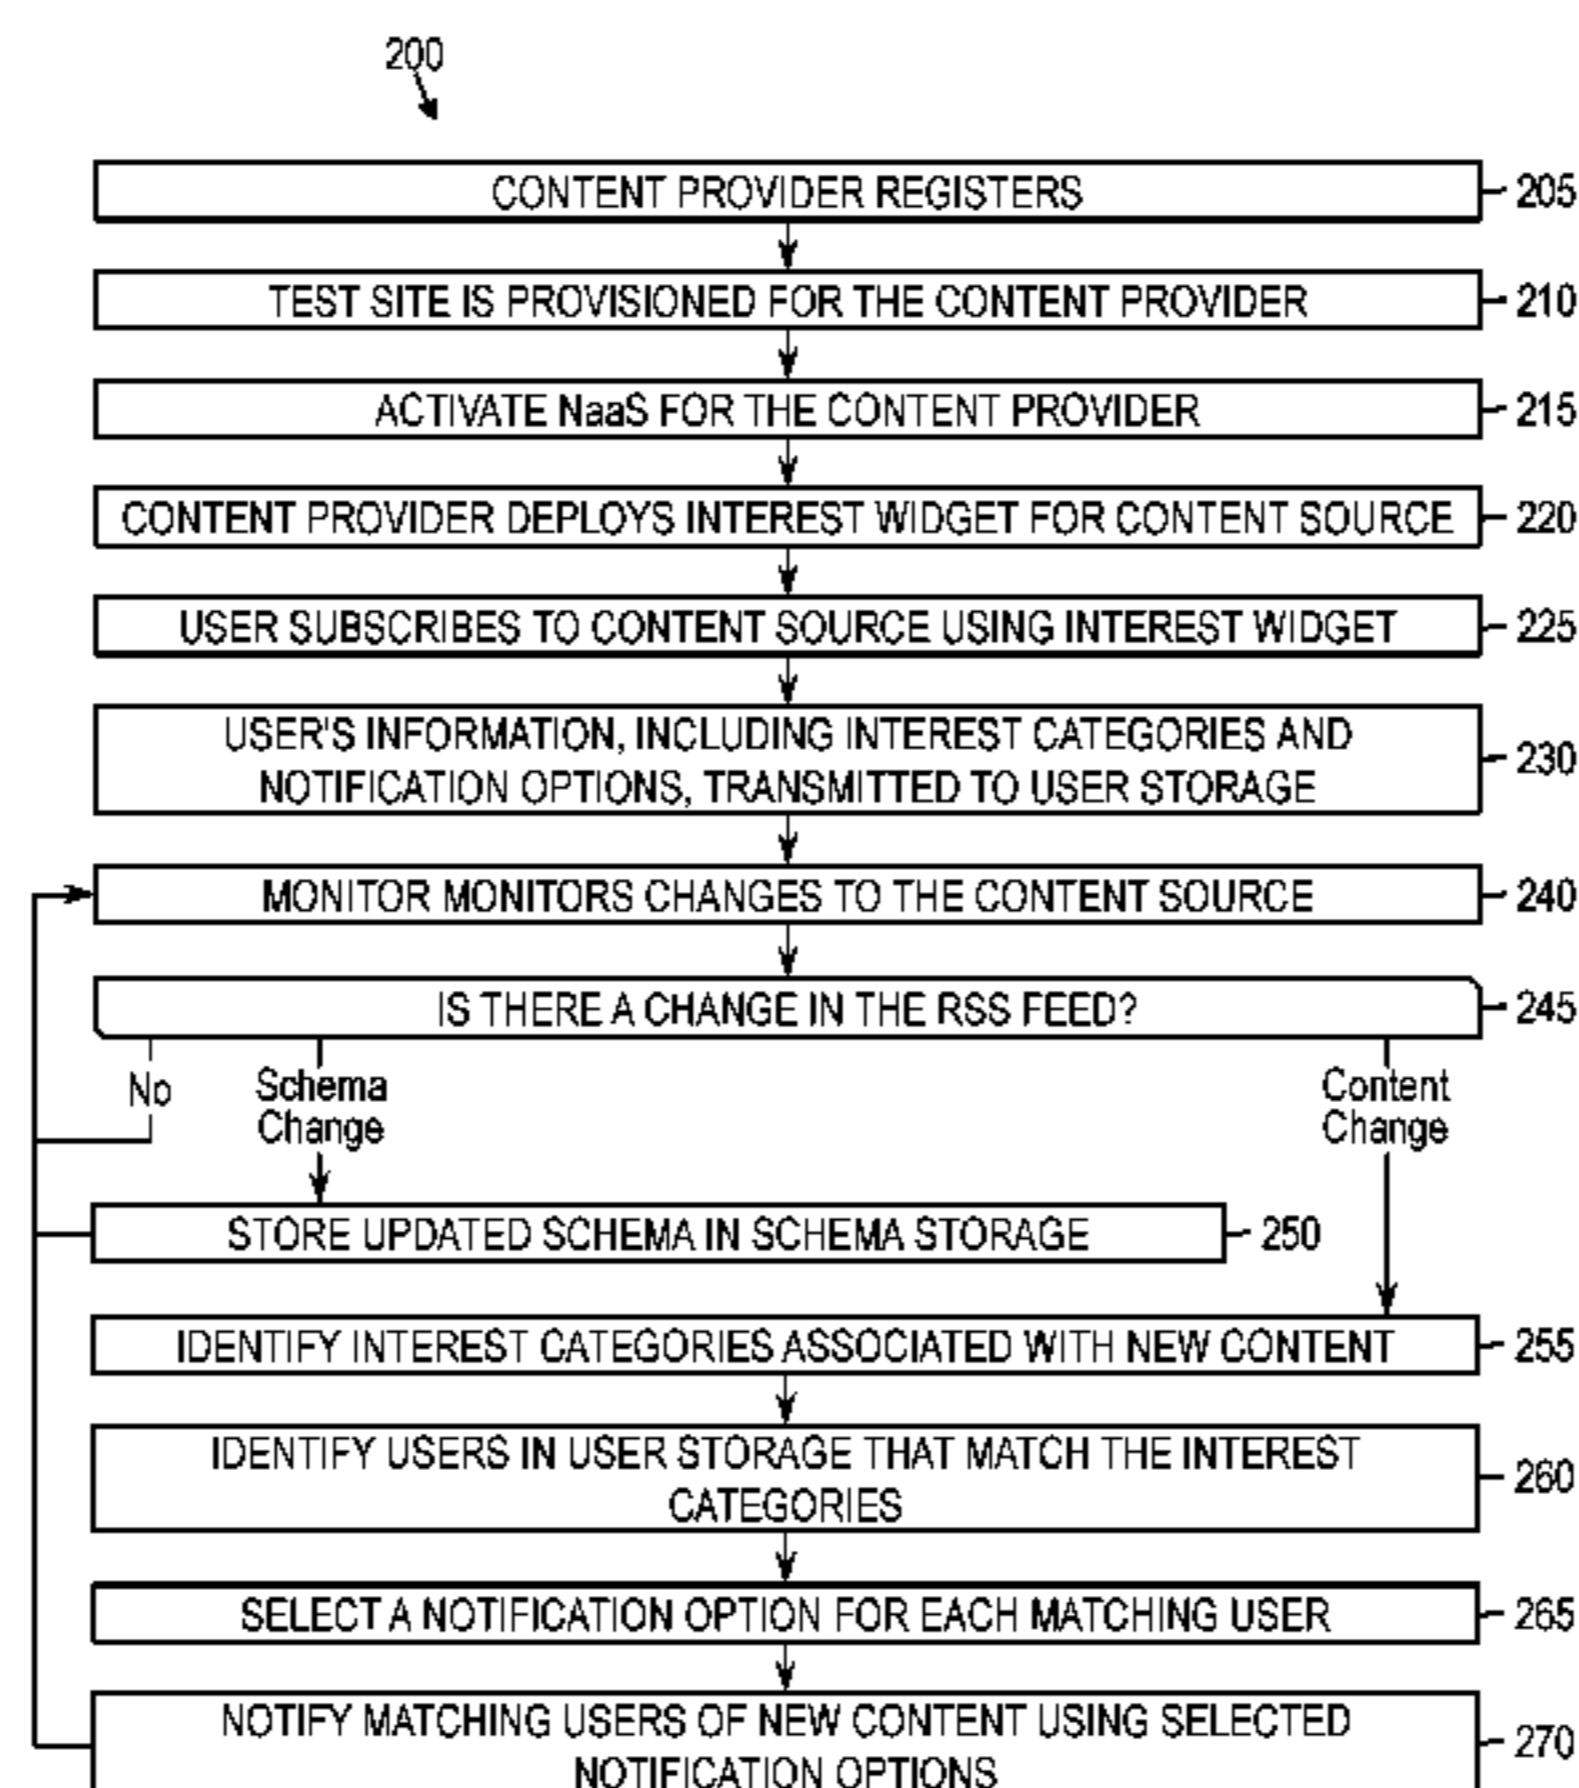 200
CONTENT PROVIDER REGISTERS
205
TEST SITE IS PROVISIONED FOR THE CONTENT PROVIDER
210
ACTIVATE NaaS FOR THE CONTENT PROVIDER
215
CONTENT PROVIDER DEPLOYS INTEREST WIDGET FOR CONTENT SOURCE
220
USER SUBSCRIBES TO CONTENT SOURCE USING INTEREST WIDGET
225
USER'S INFORMATION, INCLUDING INTEREST CATEGORIES AND
NOTIFICATION OPTIONS, TRANSMITTED TO USER STORAGE
230
MONITOR MONITORS CHANGES TO THE CONTENT SOURCE
240
IS THERE A CHANGE IN THE RSS FEED?
245
No
Schema
Change
Content
Change
STORE UPDATED SCHEMA IN SCHEMA STORAGE
250
IDENTIFY INTEREST CATEGORIES ASSOCIATED WITH NEW CONTENT
255
IDENTIFY USERS IN USER STORAGE THAT MATCH THE INTEREST
CATEGORIES
260
SELECT A NOTIFICATION OPTION FOR EACH MATCHING USER
265
NOTIFY MATCHING USERS OF NEW CONTENT USING SELECTED
NOTIFICATION OPTIONS
270